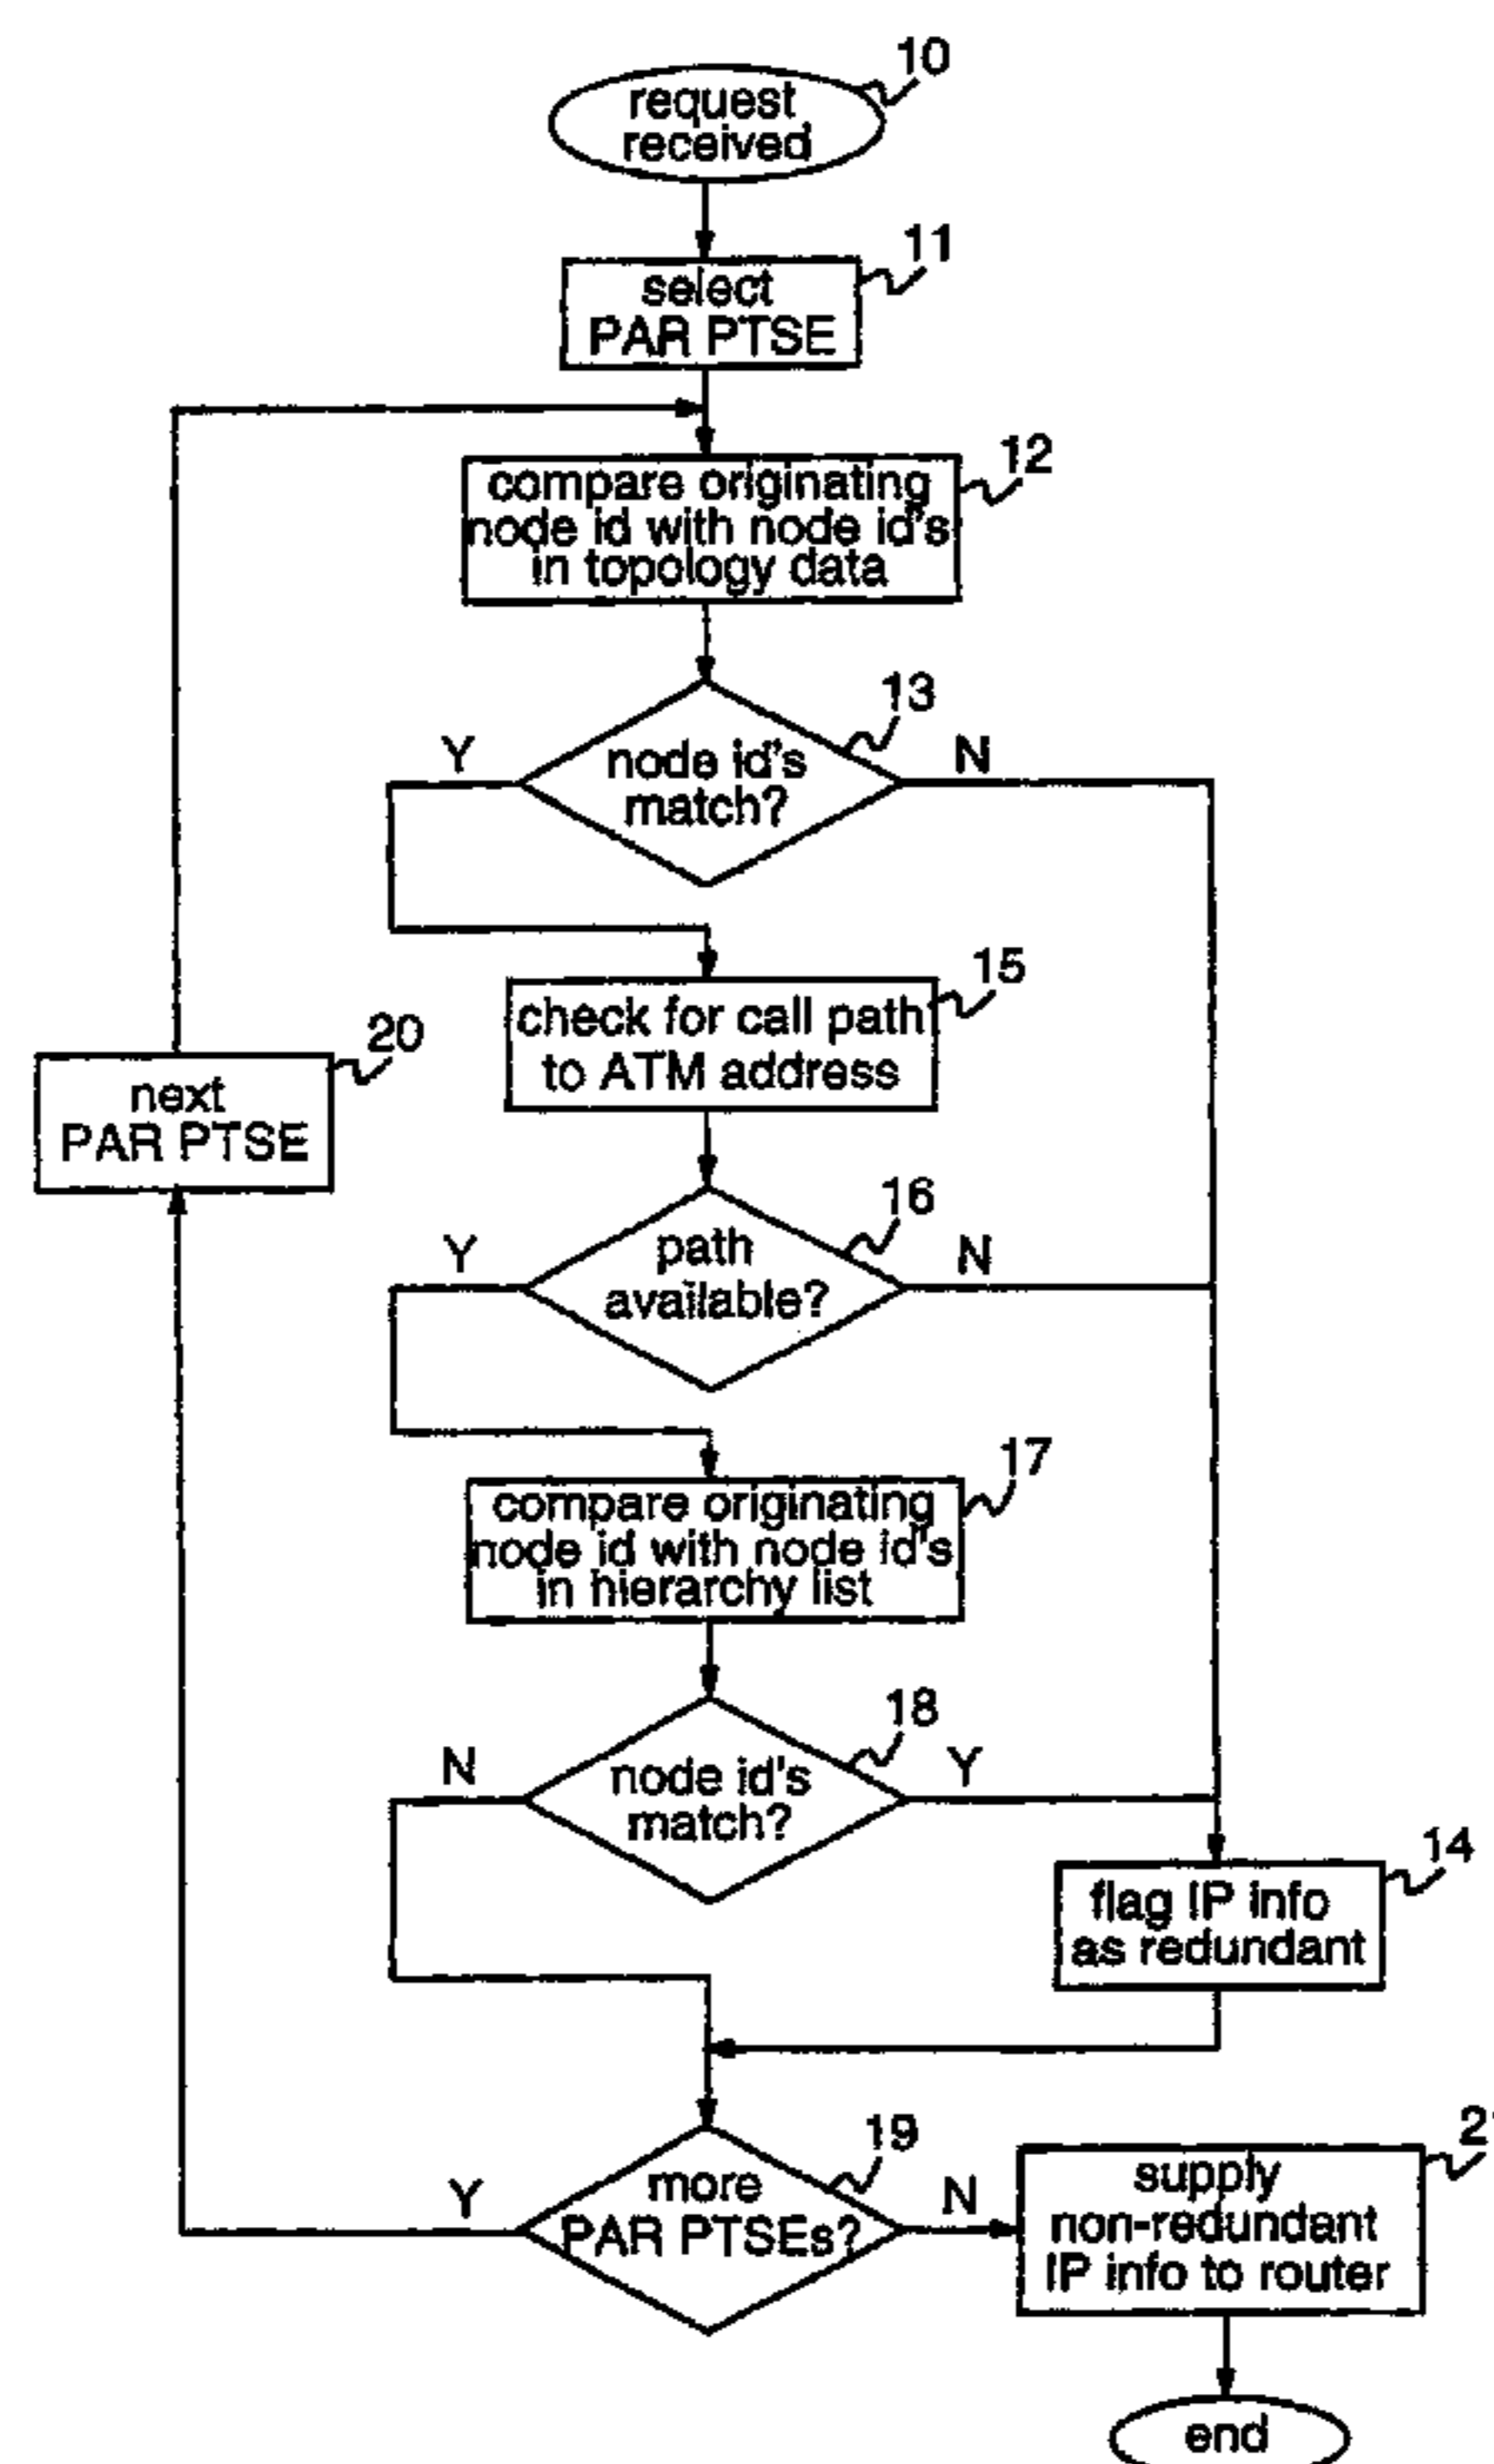 10
request
received
11
select
PAR PTSE
12
compare originating
node id with node id's
in topology data
13
Y
N
node id's
match?
15
check for call path
to ATM address
20
next
PAR PTSE
16
Y
N
path
available?
17
compare originating
node id with node id's
in hierarchy list
18
N
Y
node id's
match?
14
flag IP info
as redundant
19
Y
N
more
PAR PTSEs?
supply
non-redundant
IP info to router
end